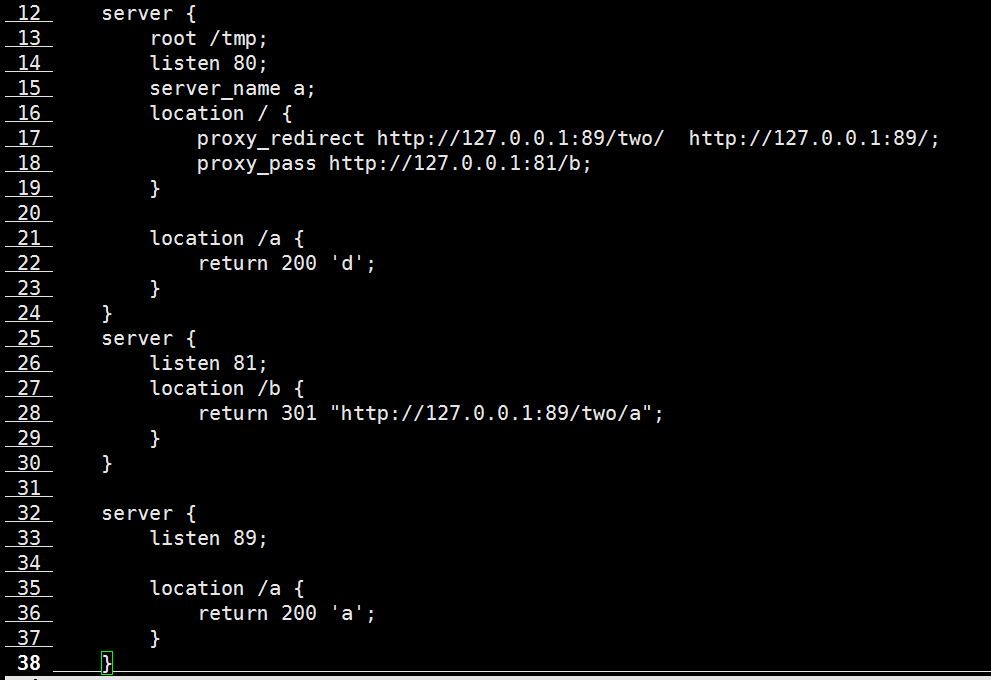 12 server {
13 root /tmp;
14 listen 80;
15 server_name a;
16 location / {
17 proxy_redirect http://127.0.0.1:89/two/  http://127.0.0.1:89/;
18 proxy_pass http://127.0.0.1:81/b;
19 }
20
21 location /a {
22 return 200 'd';
23 }
24 }
25 server {
26 listen 81;
27 location /b {
28 return 301 "http://127.0.0.1:89/two/a";
29 }
30 }
31
32 server {
33 listen 89;
34
35 location /a {
36 return 200 'a';
37 }
38 }